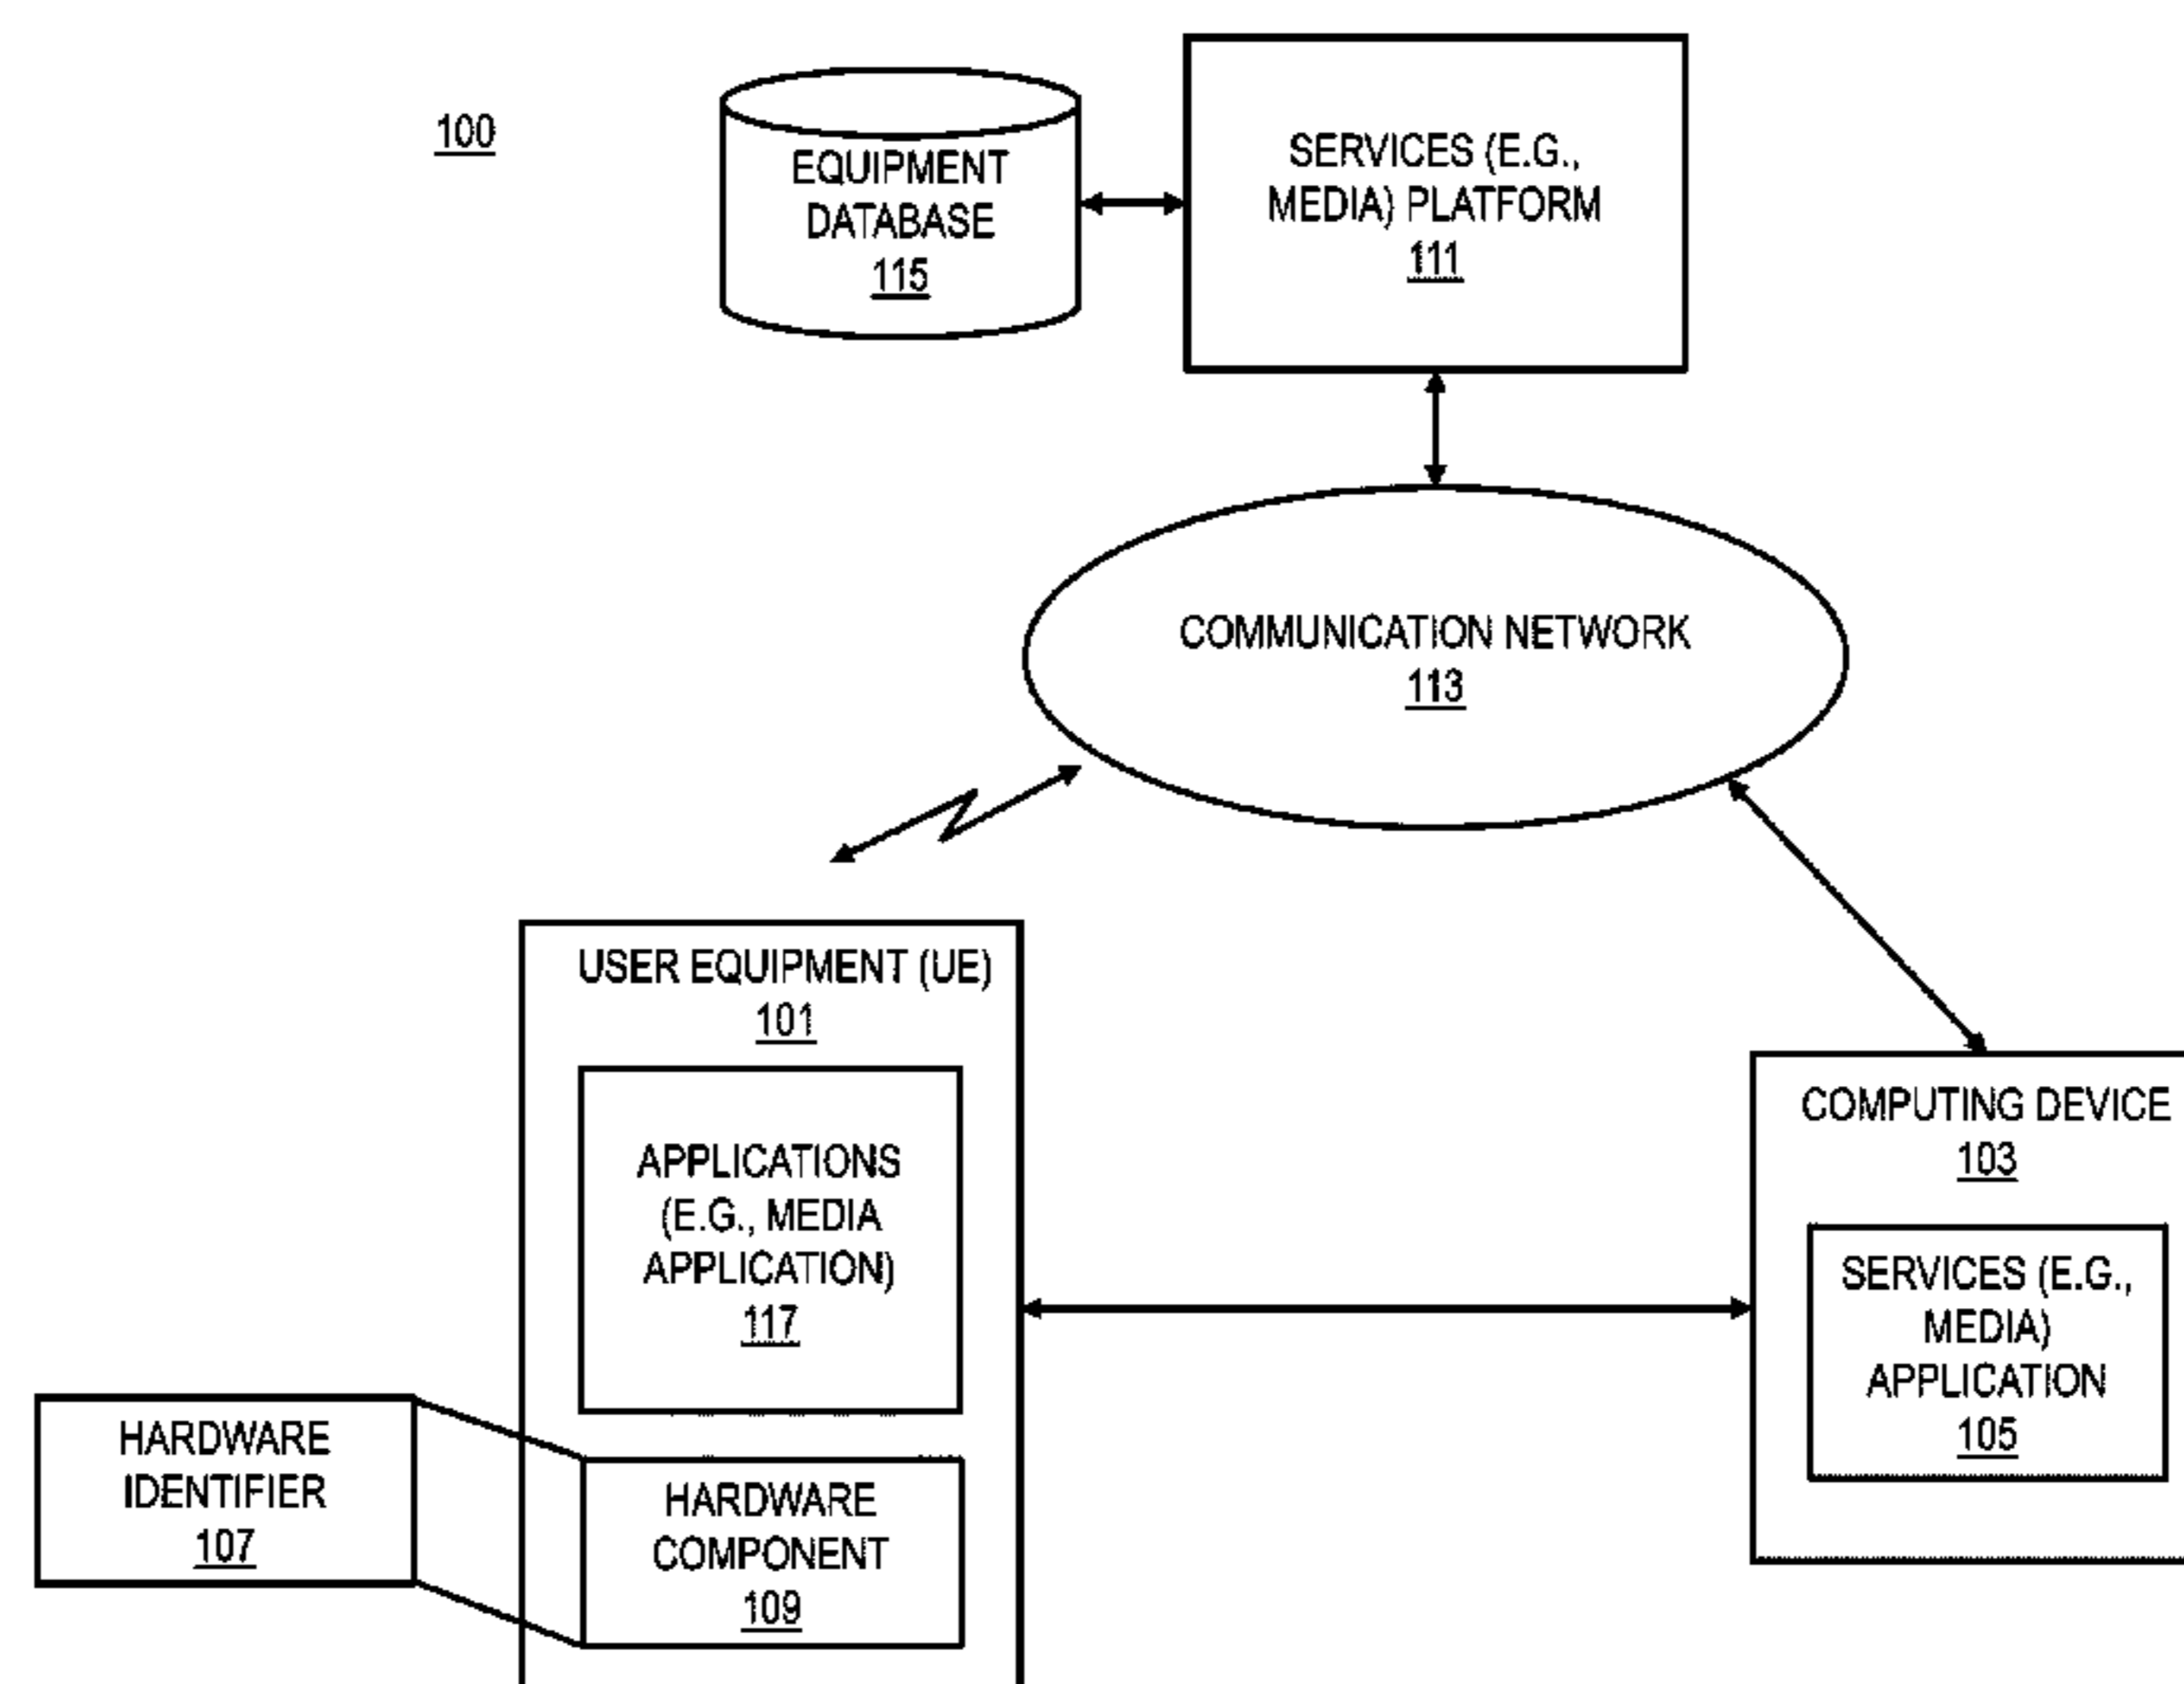 100
EQUIPMENT
DATABASE
115
SERVICES (E.G.,
MEDIA) PLATFORM
111
COMMUNICATION NETWORK
113
USER EQUIPMENT (UE)
101
APPLICATIONS
(E.G., MEDIA
APPLICATION)
117
HARDWARE
IDENTIFIER
107
HARDWARE
COMPONENT
109
COMPUTING DEVICE
103
SERVICES (E.G.,
MEDIA)
APPLICATION
105